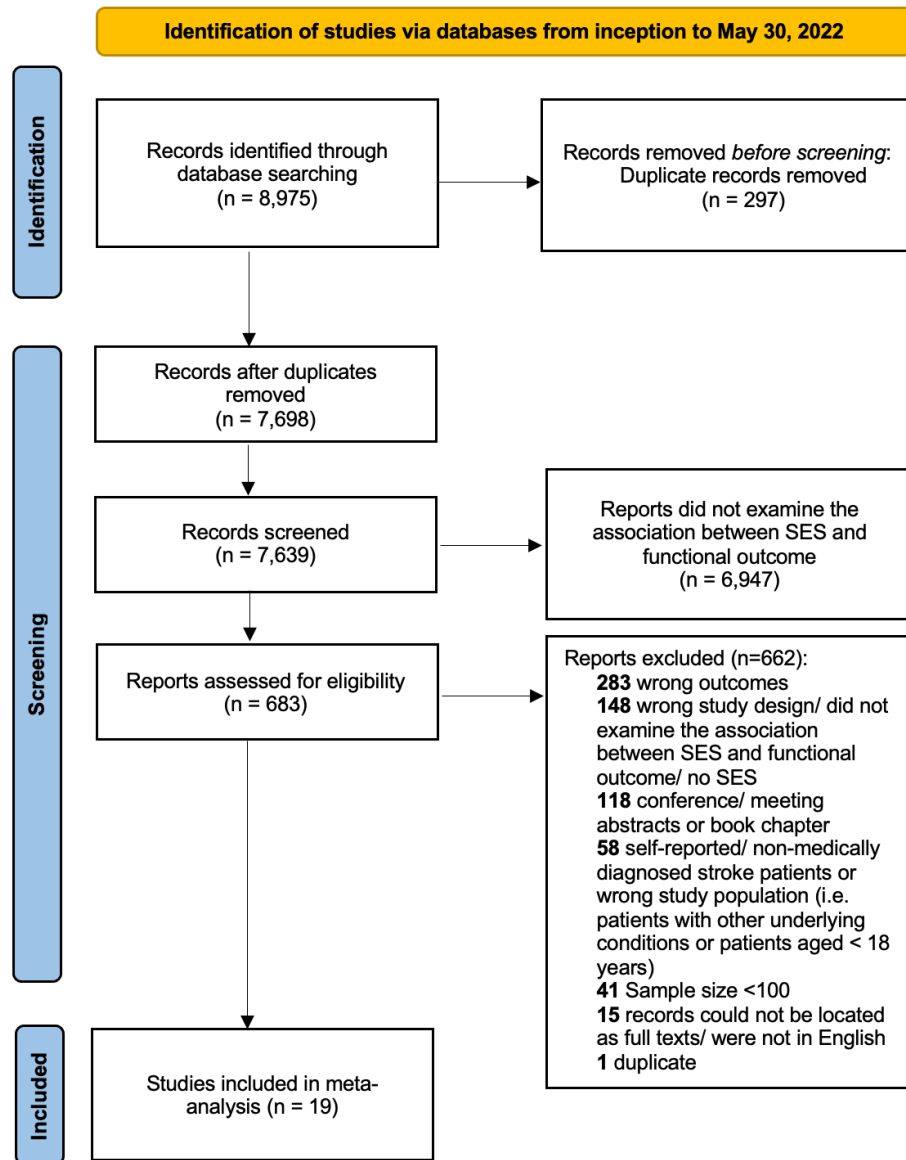 Identification of studies via databases from inception to May 30, 2022
Identification
Records identified through
database searching
(n = 8,975)
Records removed before screening:
Duplicate records removed
(n = 297)
Screening
Records after duplicates
removed
(n = 7,698)
Records screened
(n = 7,639)
Reports did not examine the
association between SES and
functional outcome
(n = 6,947)
Reports assessed for eligibility
(n = 683)
Reports excluded (n=662):
283 wrong outcomes
148 wrong study design/ did not
examine the association
between SES and functional
outcome/ no SES
118 conference/ meeting
abstracts or book chapter
58 self-reported/ non-medically
diagnosed stroke patients or
wrong study population (i.e.
patients with other underlying
conditions or patients aged < 18
years)
41 Sample size <100
15 records could not be located
as full texts/ were not in English
1 duplicate
Included
Studies included in meta-
analysis (n = 19)